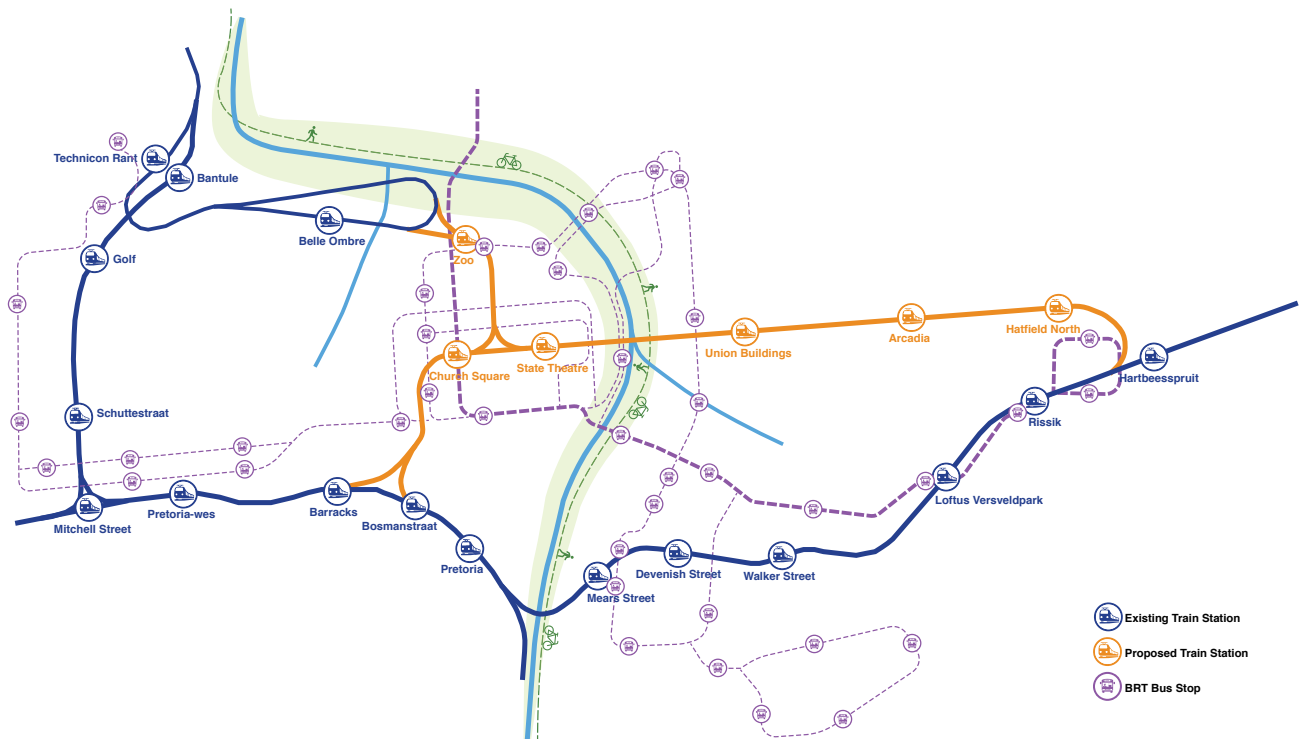 Technicon Rant
Bantule
Belle Ombre
Zoo
Golf
Hatfield North
Arcadia
Union Buildings
State Theatre
Church Square
Hartbeesspruit
Rissik
Schuttestraat
Loftus Versveldpark
Pretoria-wes
Barracks
Mitchell Street
Bosmanstraat
Pretoria
Devenish Street
Walker Street
Mears Street
Existing Train Station
Proposed Train Station
BRT Bus Stop